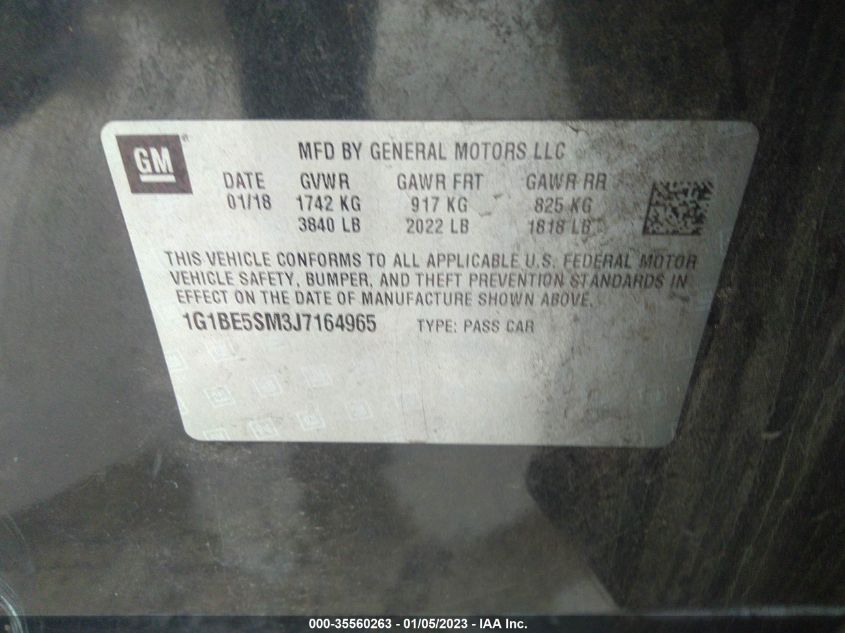 GM
MFD BY GENERAL MOTORS LLC
DATE GVWR GAWR FRT GAWR RR
01/18 1742 KG 917 KG 825 KG
3840 LB 2022 LB 1818 LB
THIS VEHICLE CONFORMS TO ALL APPLICABLE U.S. FEDERAL MOTOR
VEHICLE SAFETY, BUMPER, AND THEFT PREVENTION STANDARDS IN
EFFECT ON THE DATE OF MANUFACTURE SHOWN ABOVE.
1G1BE5SM3J7164965 TYPE: PASS CAR
000-35560263 - 01/05/2023 - IAA Inc.